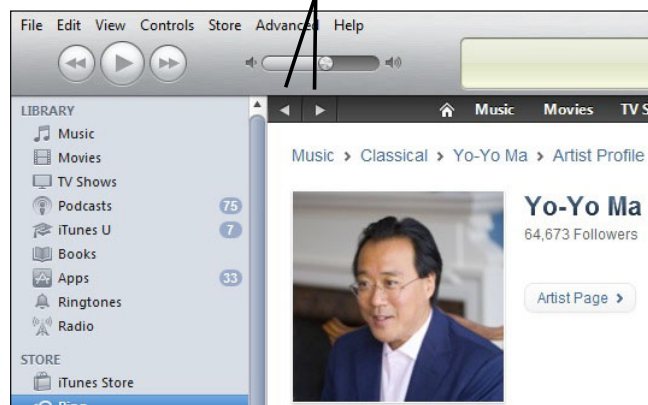 File Edit View Controls Store Advanced Help
LIBRARY
Music
Movies
TV Shows
Podcasts 75
iTunes U 7
Books
Apps 33
Ringtones
Radio
STORE
iTunes Store
Ping
Music Movies TV S
Music > Classical > Yo-Yo Ma > Artist Profile
Yo-Yo Ma
64,673 Followers
Artist Page >